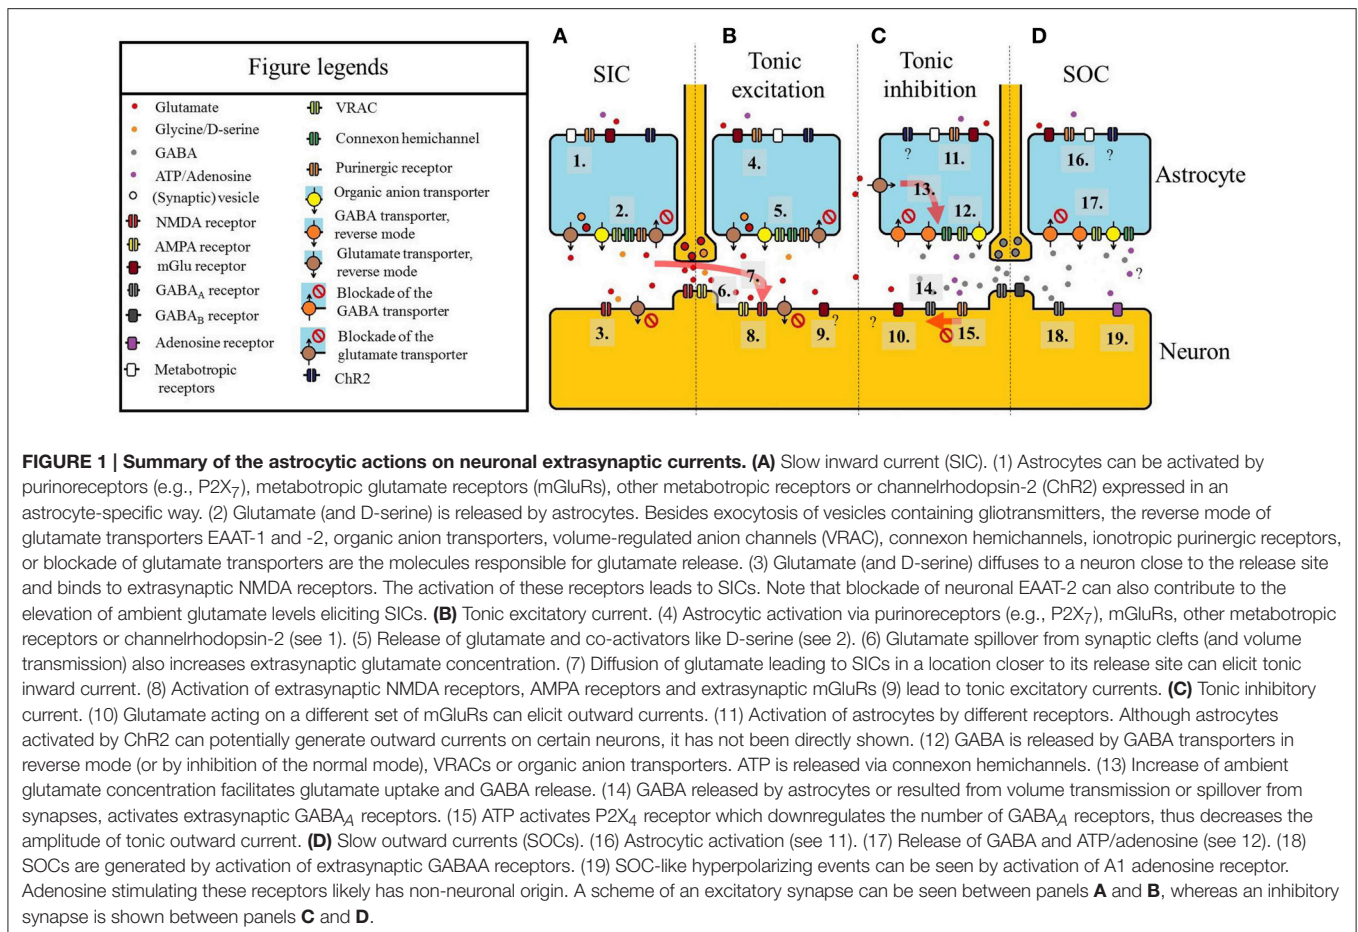 A
B
C
D
Figure legends
Glutamate
Glycine/D-serine
GABA
ATP/Adenosine
(Synaptic) vesicle
NMDA receptor
AMPA receptor
mGlu receptor
GABAA receptor
GABAB receptor
Adenosine receptor
Metabotropic
receptors
VRAC
Connexon hemichannel
Purinergic receptor
Organic anion transporter
GABA transporter,
reverse mode
Glutamate transporter,
reverse mode
Blockade of the
GABA transporter
Blockade of the
glutamate transporter
ChR2
SIC
Tonic
excitation
Tonic
inhibition
SOC
1.
4.
?
11.
16.
?
Astrocyte
2.
5.
13.
12.
17.
7.
?
6.
14.
3.
8.
9.
?
?
10.
15.
18.
19.
Neuron
FIGURE 1 | Summary of the astrocytic actions on neuronal extrasynaptic currents. (A) Slow inward current (SIC). (1) Astrocytes can be activated by
purinoreceptors (e.g., P2X7), metabotropic glutamate receptors (mGluRs), other metabotropic receptors or channelrhodopsin-2 (ChR2) expressed in an
astrocyte-specific way. (2) Glutamate (and D-serine) is released by astrocytes. Besides exocytosis of vesicles containing gliotransmitters, the reverse mode of
glutamate transporters EAAT-1 and -2, organic anion transporters, volume-regulated anion channels (VRAC), connexon hemichannels, ionotropic purinergic receptors,
or blockade of glutamate transporters are the molecules responsible for glutamate release. (3) Glutamate (and D-serine) diffuses to a neuron close to the release site
and binds to extrasynaptic NMDA receptors. The activation of these receptors leads to SICs. Note that blockade of neuronal EAAT-2 can also contribute to the
elevation of ambient glutamate levels eliciting SICs. (B) Tonic excitatory current. (4) Astrocytic activation via purinoreceptors (e.g., P2X7), mGluRs, other metabotropic
receptors or channelrhodopsin-2 (see 1). (5) Release of glutamate and co-activators like D-serine (see 2). (6) Glutamate spillover from synaptic clefts (and volume
transmission) also increases extrasynaptic glutamate concentration. (7) Diffusion of glutamate leading to SICs in a location closer to its release site can elicit tonic
inward current. (8) Activation of extrasynaptic NMDA receptors, AMPA receptors and extrasynaptic mGluRs (9) lead to tonic excitatory currents. (C) Tonic inhibitory
current. (10) Glutamate acting on a different set of mGluRs can elicit outward currents. (11) Activation of astrocytes by different receptors. Although astrocytes
activated by ChR2 can potentially generate outward currents on certain neurons, it has not been directly shown. (12) GABA is released by GABA transporters in
reverse mode (or by inhibition of the normal mode), VRACs or organic anion transporters. ATP is released via connexon hemichannels. (13) Increase of ambient
glutamate concentration facilitates glutamate uptake and GABA release. (14) GABA released by astrocytes or resulted from volume transmission or spillover from
synapses, activates extrasynaptic GABAA receptors. (15) ATP activates P2X4 receptor which downregulates the number of GABAA receptors, thus decreases the
amplitude of tonic outward current. (D) Slow outward currents (SOCs). (16) Astrocytic activation (see 11). (17) Release of GABA and ATP/adenosine (see 12). (18)
SOCs are generated by activation of extrasynaptic GABAA receptors. (19) SOC-like hyperpolarizing events can be seen by activation of A1 adenosine receptor.
Adenosine stimulating these receptors likely has non-neuronal origin. A scheme of an excitatory synapse can be seen between panels A and B, whereas an inhibitory
synapse is shown between panels C and D.